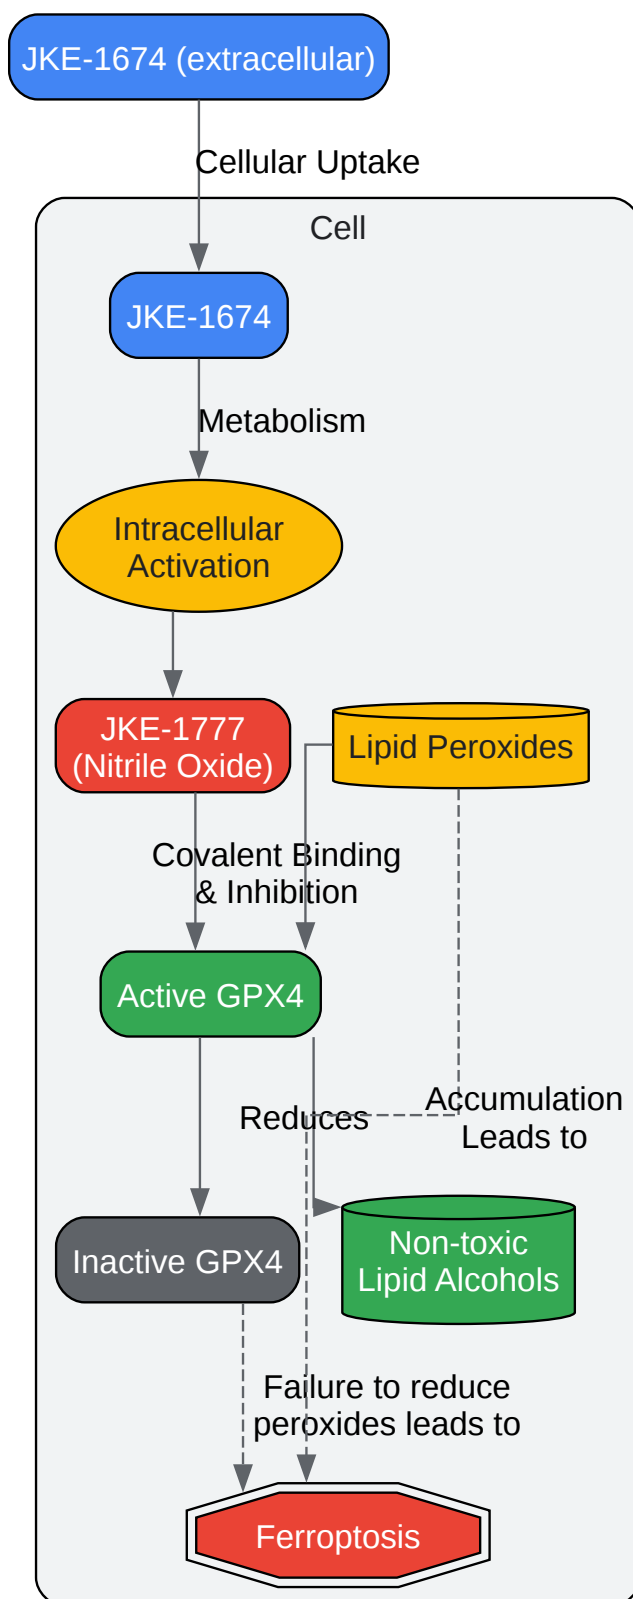 JKE-1674 (extracellular)
Cellular Uptake
Cell
JKE-1674
Metabolism
Intracellular
Activation
JKE-1777
(Nitrile Oxide)
Lipid Peroxides
Covalent Binding
& Inhibition
Active GPX4
Reduces
Accumulation
Leads to
Inactive GPX4
Non-toxic
Lipid Alcohols
Failure to reduce
peroxides leads to
Ferroptosis